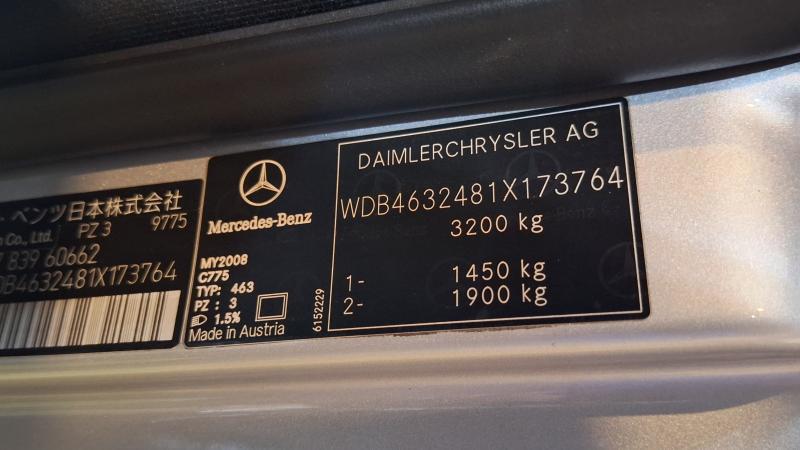 ・ベンツ日本株式会社
n Co., Ltd. PZ 3 9775
7 839 60662
DB4632481X173764
Mercedes-Benz
MY2008
C775
TYP: 463
PZ : 3
1.5%
Made in Austria
6152229
DAIMLERCHRYSLER AG
WDB4632481X173764
3200 kg
1- 1450 kg
2- 1900 kg